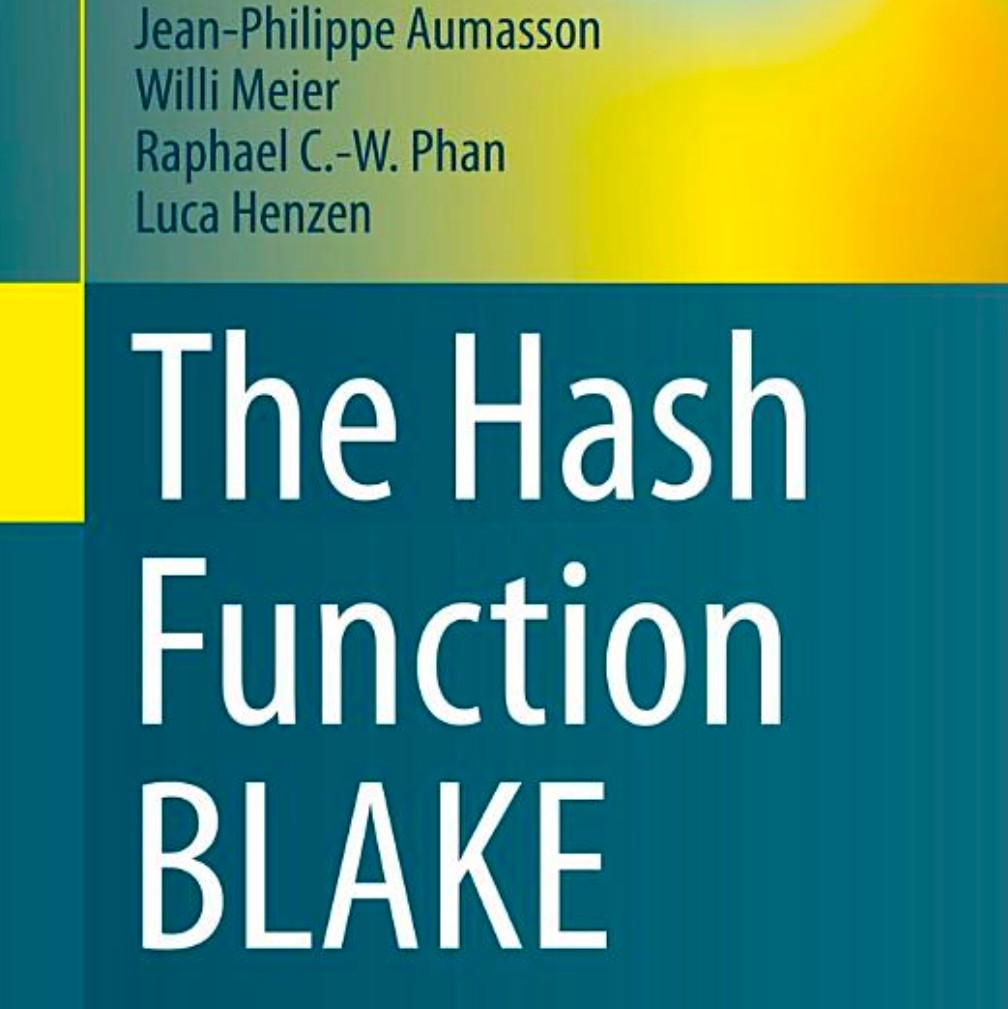 Jean-Philippe Aumasson
Willi Meier
Raphael C.-W. Phan
Luca Henzen
The Hash
Function
BLAKE